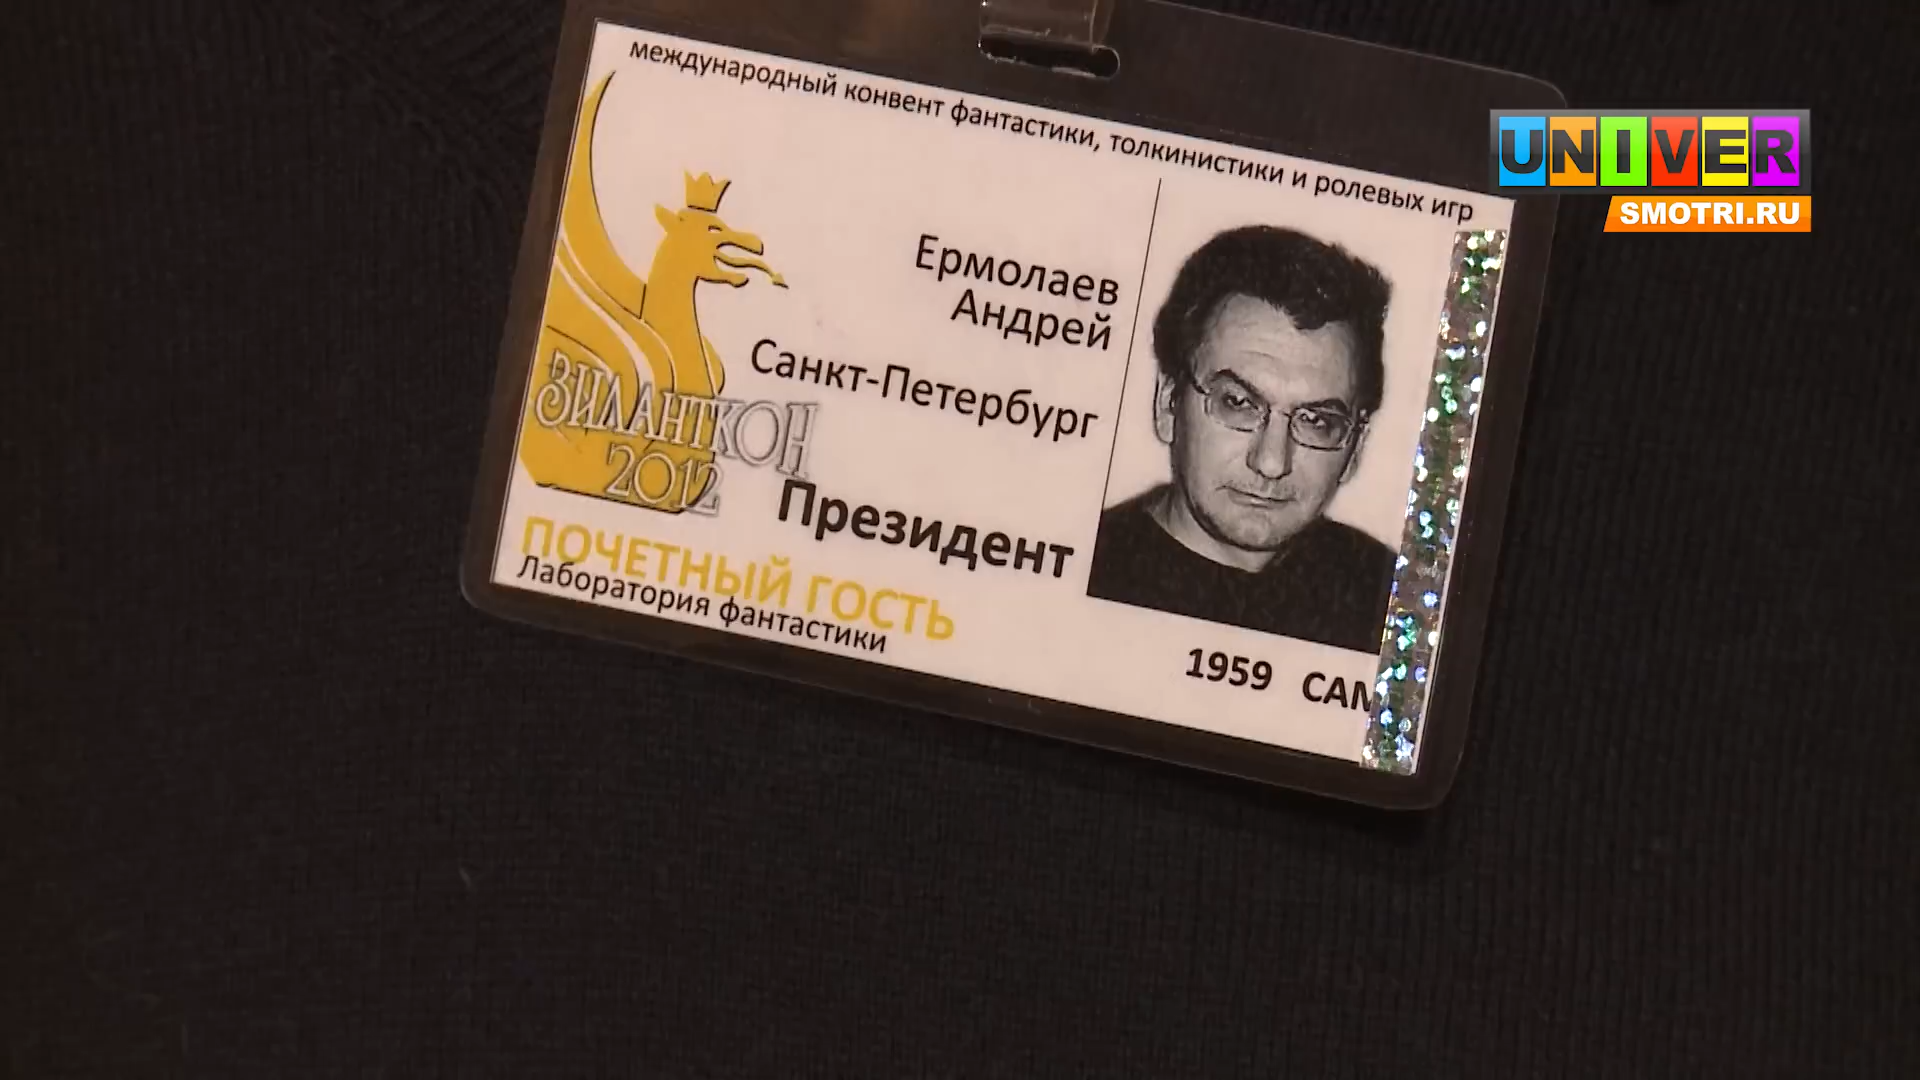 международный конвент фантастики, толкинистики и ролевых игр
UNIVER
SMOTRI.RU
Ермолаев
Андрей
Санкт-Петербург
ЗИЛАНТКОН
2012
Президент
ПОЧЕТНЫЙ ГОСТЬ
Лаборатория фантастики
1959 САМ